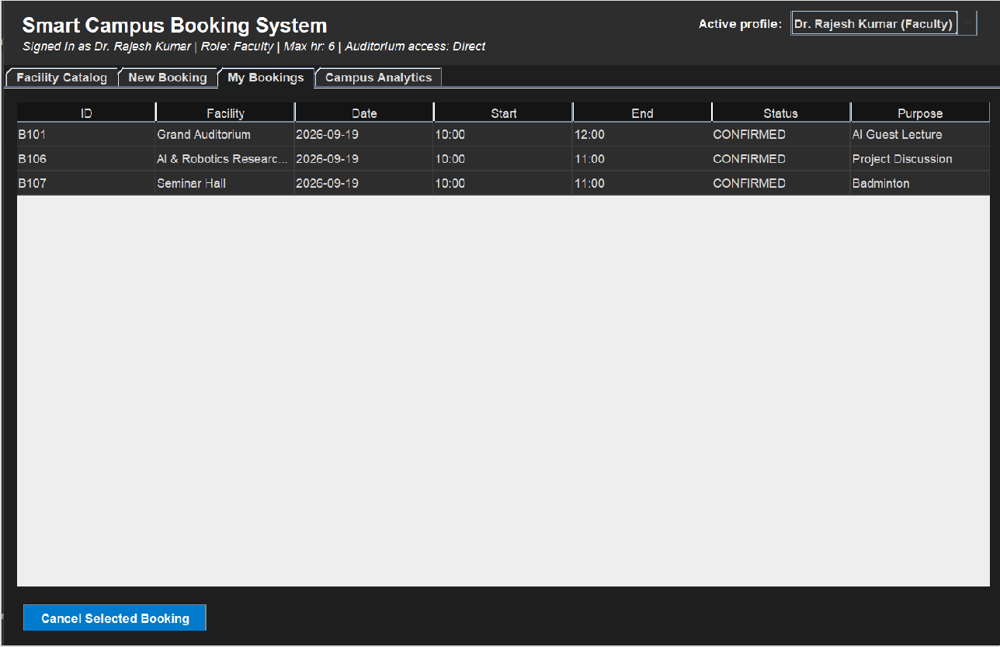 Smart Campus Booking System
Signed in as Dr. Rajesh Kumar | Role: Faculty | Max hr: 6 | Auditorium access: Direct
Active profile: Dr. Rajesh Kumar (Faculty)
Facility Catalog New Booking My Bookings Campus Analytics
ID Facility Date Start End Status Purpose
B101 Grand Auditorium 2026-09-19 10:00 12:00 CONFIRMED AI Guest Lecture
B106 AI & Robotics Researc... 2026-09-19 10:00 11:00 CONFIRMED Project Discussion
B107 Seminar Hall 2026-09-19 10:00 11:00 CONFIRMED Badminton
Cancel Selected Booking